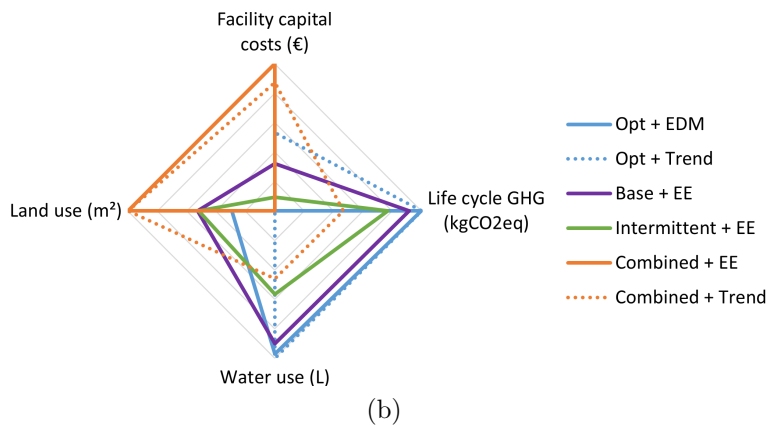 Facility capital
costs (€)
Land use (m²)
Life cycle GHG
(kgCO2eq)
Water use (L)
Opt + EDM
Opt + Trend
Base + EE
Intermittent + EE
Combined + EE
Combined + Trend
(b)